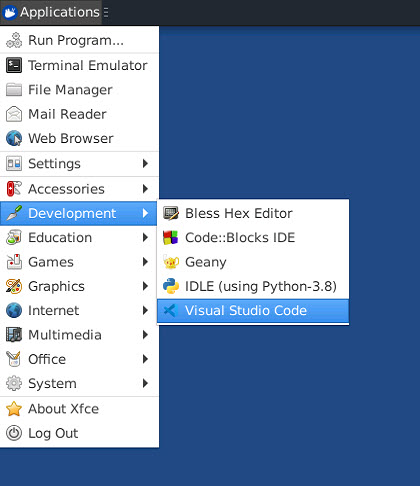 Applications
Run Program...
Terminal Emulator
File Manager
Mail Reader
Web Browser
Settings
Accessories
Development
Education
Games
Graphics
Internet
Multimedia
Office
System
About Xfce
Log Out
Bless Hex Editor
Code::Blocks IDE
Geany
IDLE (using Python-3.8)
Visual Studio Code